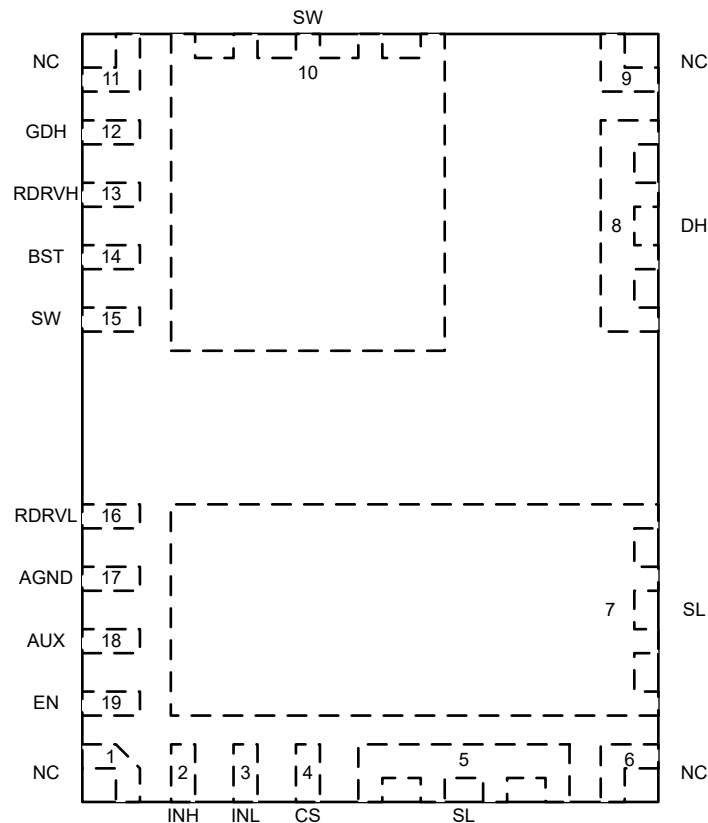 SW
NC 11 10 9 NC
GDH 12
RDRVH 13 8 DH
BST 14
SW 15
RDRVL 16
AGND 17 7 SL
AUX 18
EN 19
NC 1 2 3 4 5 6 NC
INH INL CS SL